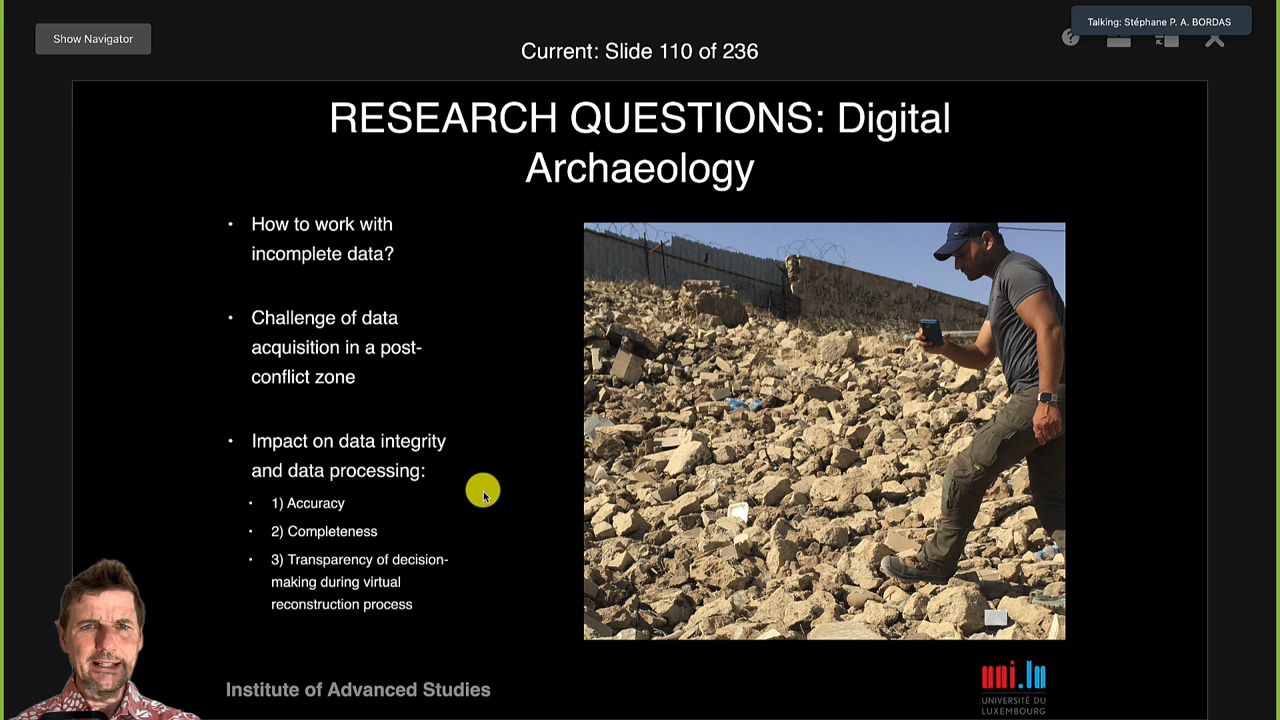 Talking: Stéphane P. A. BORDAS
Show Navigator
Current: Slide 110 of 236
RESEARCH QUESTIONS: Digital
Archaeology
• How to work with
incomplete data?
• Challenge of data
acquisition in a post-
conflict zone
• Impact on data integrity
and data processing:
• 1) Accuracy
• 2) Completeness
• 3) Transparency of decision-
making during virtual
reconstruction process
Institute of Advanced Studies
uni.lu
UNIVERSITÉ DU
LUXEMBOURG